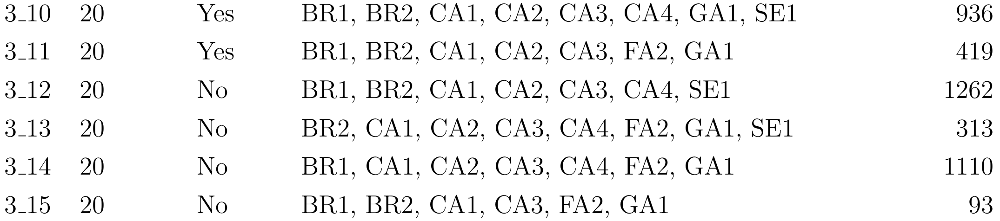 3_10 20 Yes BR1, BR2, CA1, CA2, CA3, CA4, GA1, SE1 936
3_11 20 Yes BR1, BR2, CA1, CA2, CA3, FA2, GA1 419
3_12 20 No BR1, BR2, CA1, CA2, CA3, CA4, SE1 1262
3_13 20 No BR2, CA1, CA2, CA3, CA4, FA2, GA1, SE1 313
3_14 20 No BR1, CA1, CA2, CA3, CA4, FA2, GA1 1110
3_15 20 No BR1, BR2, CA1, CA3, FA2, GA1 93